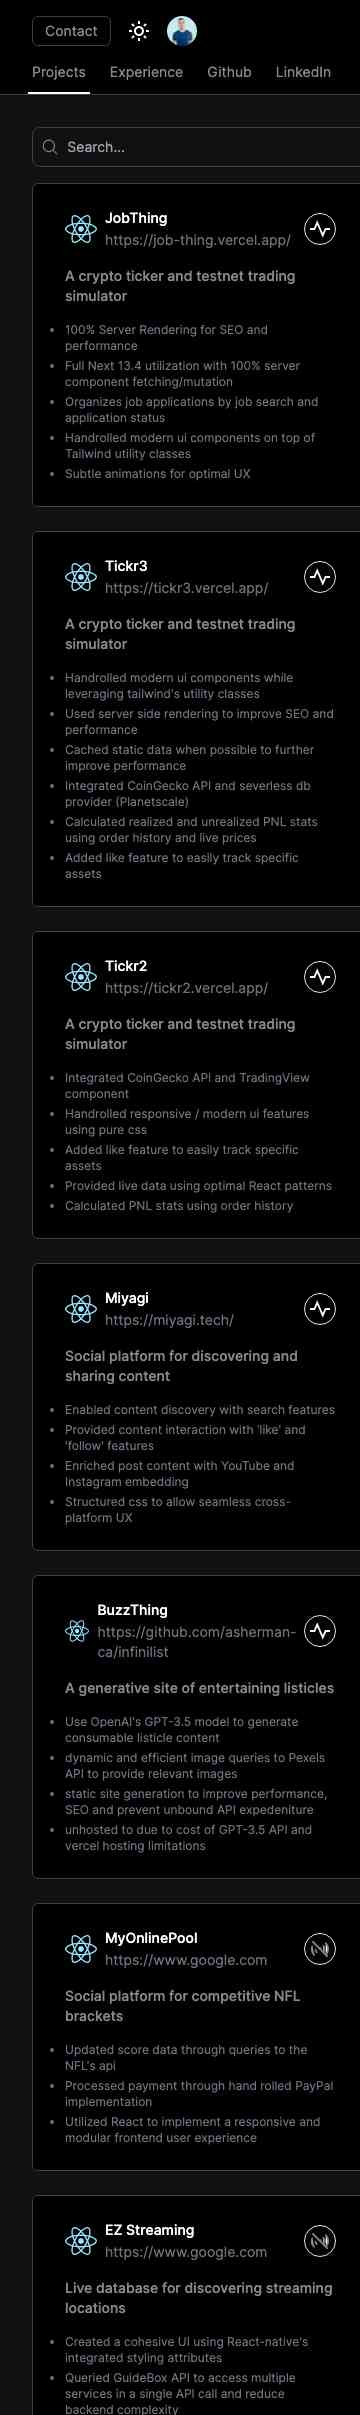 Contact
Projects Experience Github LinkedIn
Search...
JobThing
https://job-thing.vercel.app/
A crypto ticker and testnet trading
simulator
• 100% Server Rendering for SEO and
performance
• Full Next 13.4 utilization with 100% server
component fetching/mutation
• Organizes job applications by job search and
application status
• Handrolled modern ui components on top of
Tailwind utility classes
• Subtle animations for optimal UX
Tickr3
https://tickr3.vercel.app/
A crypto ticker and testnet trading
simulator
• Handrolled modern ui components while
leveraging tailwind's utility classes
• Used server side rendering to improve SEO and
performance
• Cached static data when possible to further
improve performance
• Integrated CoinGecko API and severless db
provider (Planetscale)
• Calculated realized and unrealized PNL stats
using order history and live prices
• Added like feature to easily track specific
assets
Tickr2
https://tickr2.vercel.app/
A crypto ticker and testnet trading
simulator
• Integrated CoinGecko API and TradingView
component
• Handrolled responsive / modern ui features
using pure css
• Added like feature to easily track specific
assets
• Provided live data using optimal React patterns
• Calculated PNL stats using order history
Miyagi
https://miyagi.tech/
Social platform for discovering and
sharing content
• Enabled content discovery with search features
• Provided content interaction with 'like' and
'follow' features
• Enriched post content with YouTube and
Instagram embedding
• Structured css to allow seamless cross-
platform UX
BuzzThing
https://github.com/asherman-
ca/infinilist
A generative site of entertaining listicles
• Use OpenAI's GPT-3.5 model to generate
consumable listicle content
• dynamic and efficient image queries to Pexels
API to provide relevant images
• static site generation to improve performance,
SEO and prevent unbound API expedeniture
• unhosted to due to cost of GPT-3.5 API and
vercel hosting limitations
MyOnlinePool
https://www.google.com
Social platform for competitive NFL
brackets
• Updated score data through queries to the
NFL's api
• Processed payment through hand rolled PayPal
implementation
• Utilized React to implement a responsive and
modular frontend user experience
EZ Streaming
https://www.google.com
Live database for discovering streaming
locations
• Created a cohesive UI using React-native's
integrated styling attributes
• Queried GuideBox API to access multiple
services in a single API call and reduce
backend complexity